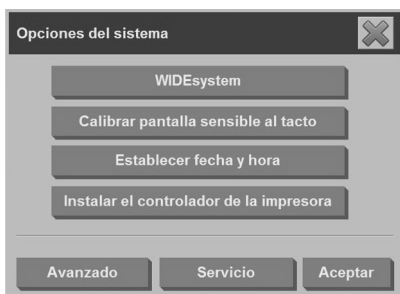 Opciones del sistema
WIDEsystem
Calibrar pantalla sensible al tacto
Establecer fecha y hora
Instalar el controlador de la impresora
Avanzado Servicio Aceptar